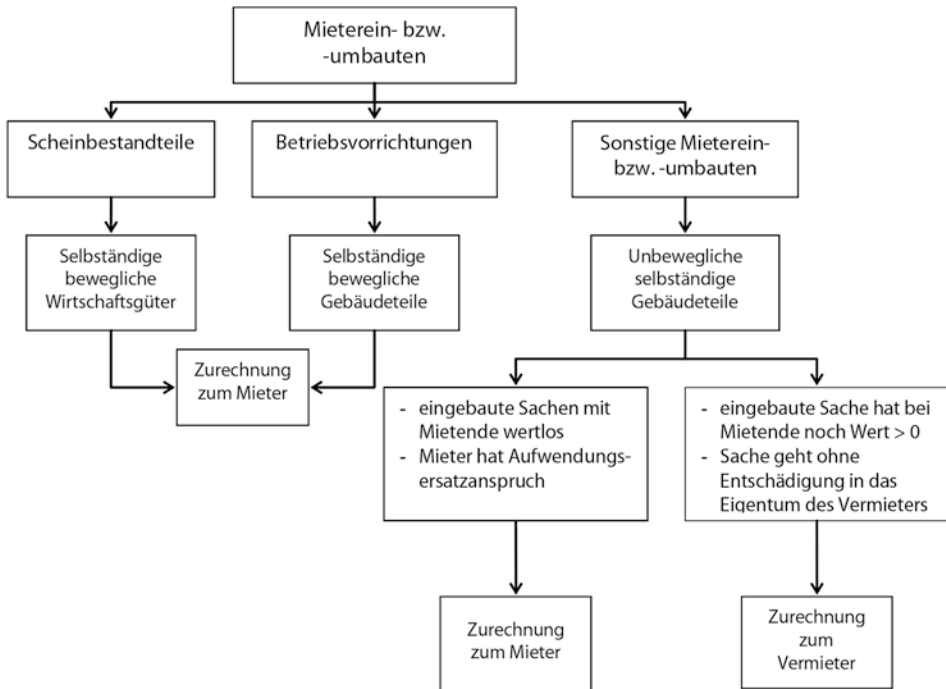 Mieterein- bzw.
-umbauten
Scheinbestandteile
Betriebsvorrichtungen
Sonstige Mieterein-
bzw. -umbauten
Selbständige
bewegliche
Wirtschaftsgüter
Selbständige
bewegliche
Gebäudeteile
Unbewegliche
selbständige
Gebäudeteile
Zurechnung
zum Mieter
- eingebaute Sachen mit
Mietende wertlos
- Mieter hat Aufwendungs-
ersatzanspruch
- eingebaute Sache hat bei
Mietende noch Wert > 0
- Sache geht ohne
Entschädigung in das
Eigentum des Vermieters
Zurechnung
zum Mieter
Zurechnung
zum
Vermieter